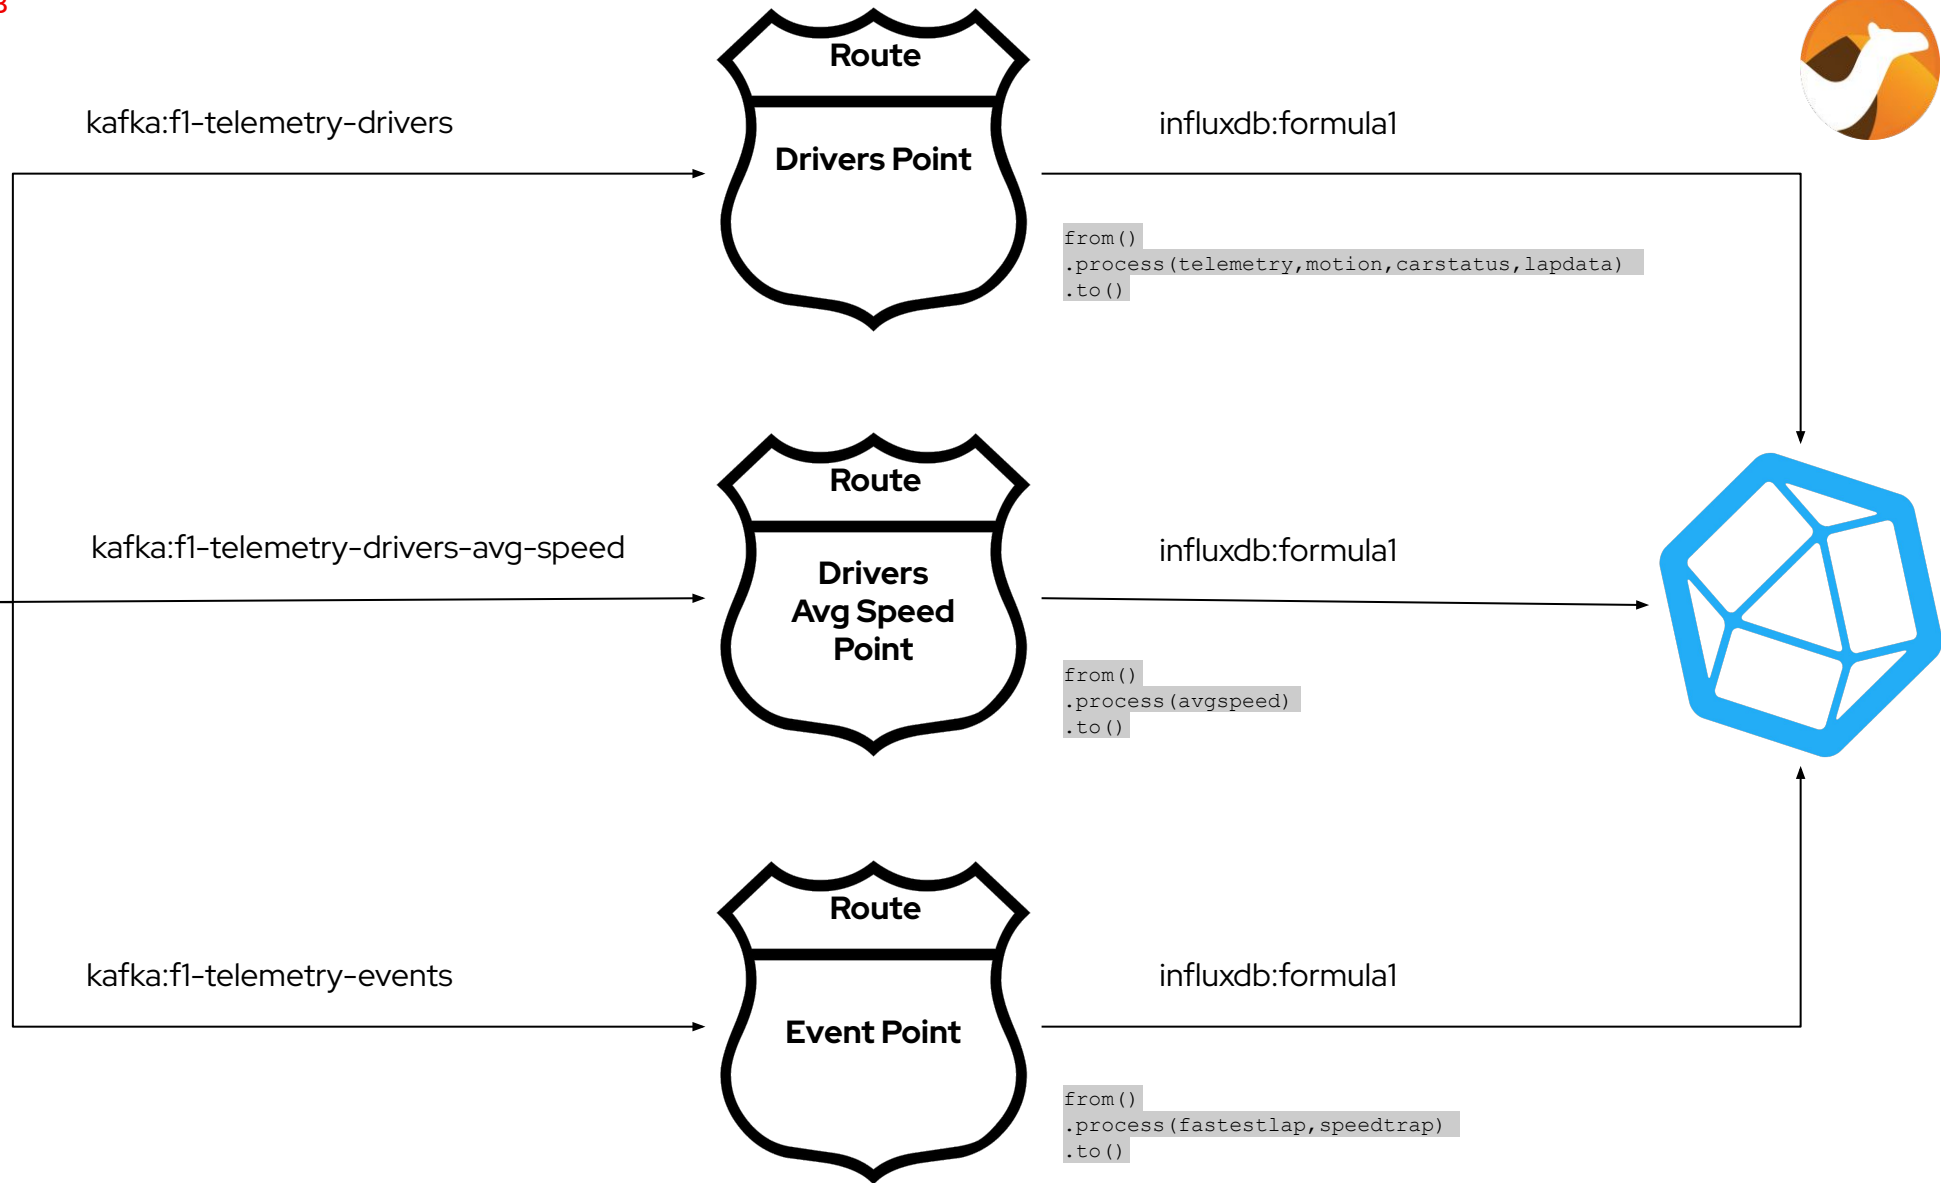 Route
kafka:f1-telemetry-drivers
influxdb:formula1
Drivers Point
from()
.process(telemetry,motion,carstatus,lapdata)
.to()
Route
kafka:f1-telemetry-drivers-avg-speed
influxdb:formula1
Drivers
Avg Speed
Point
from()
.process(avgspeed)
.to()
Route
kafka:f1-telemetry-events
influxdb:formula1
Event Point
from()
.process(fastestlap,speedtrap)
.to()